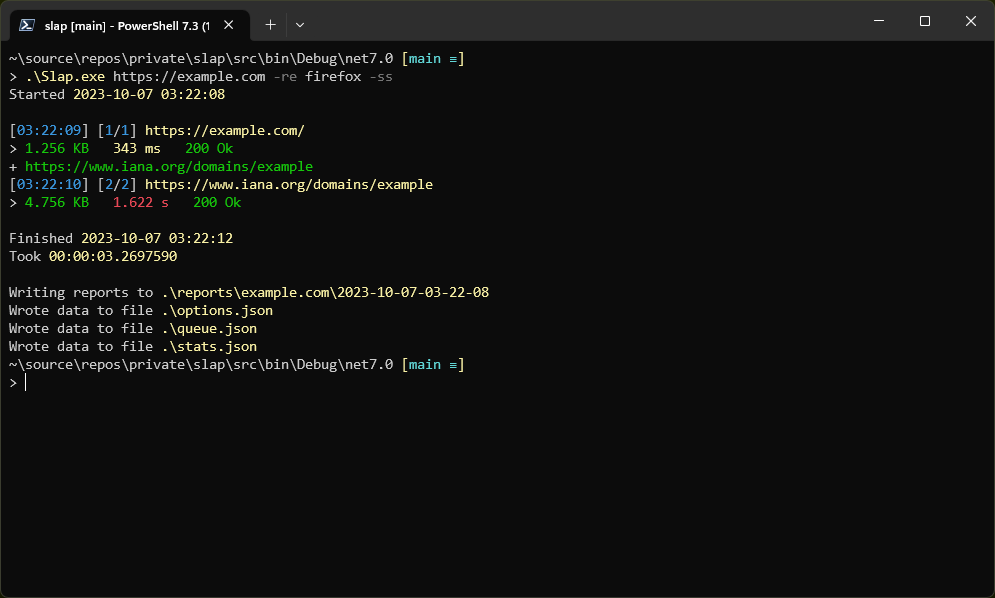 slap [main] - PowerShell 7.3 (1
~\source\repos\private\slap\src\bin\Debug\net7.0 [main ≡]
> .\Slap.exe https://example.com -re firefox -ss
Started 2023-10-07 03:22:08
[03:22:09] [1/1] https://example.com/
> 1.256 KB   343 ms   200 Ok
+ https://www.iana.org/domains/example
[03:22:10] [2/2] https://www.iana.org/domains/example
> 4.756 KB   1.622 s   200 Ok
Finished 2023-10-07 03:22:12
Took 00:00:03.2697590
Writing reports to .\reports\example.com\2023-10-07-03-22-08
Wrote data to file .\options.json
Wrote data to file .\queue.json
Wrote data to file .\stats.json
~\source\repos\private\slap\src\bin\Debug\net7.0 [main ≡]
>